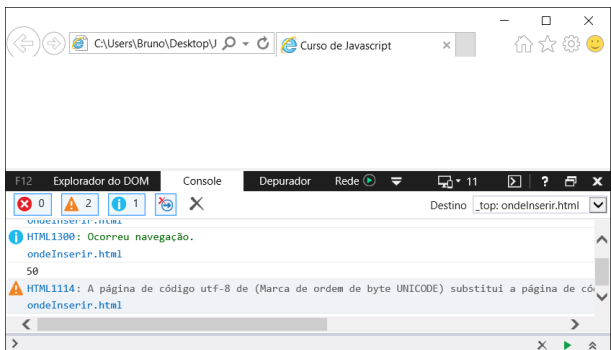 C:\Users\Bruno\Desktop\J
Curso de Javascript
F12 Explorador do DOM Console Depurador Rede 11 ?
0 2 1 Destino _top: ondeInserir.html
ondeInserir.html
HTML1300: Ocorreu navegação.
ondeInserir.html
50
HTML1114: A página de código utf-8 de (Marca de ordem de byte UNICODE) substitui a página de
ondeInserir.html